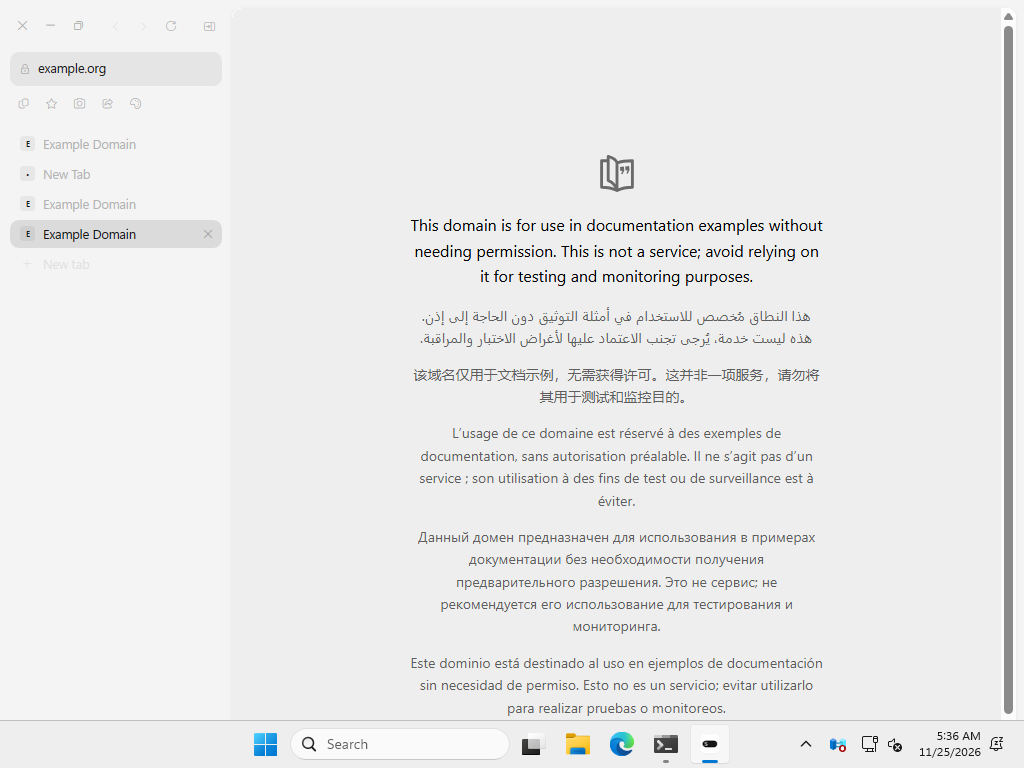 example.org
E Example Domain
New Tab
E Example Domain
E Example Domain
+ New tab
This domain is for use in documentation examples without
needing permission. This is not a service; avoid relying on
it for testing and monitoring purposes.
هذا النطاق مُخصص للاستخدام في أمثلة التوثيق دون الحاجة إلى إذن.
هذه ليست خدمة، يُرجى تجنب الاعتماد عليها لأغراض الاختبار والمراقبة.
该域名仅用于文档示例，无需获得许可。这并非一项服务，请勿将
其用于测试和监控目的。
L’usage de ce domaine est réservé à des exemples de
documentation, sans autorisation préalable. Il ne s’agit pas d’un
service ; son utilisation à des fins de test ou de surveillance est à
éviter.
Данный домен предназначен для использования в примерах
документации без необходимости получения
предварительного разрешения. Это не сервис; не
рекомендуется его использование для тестирования и
мониторинга.
Este dominio está destinado al uso en ejemplos de documentación
sin necesidad de permiso. Esto no es un servicio; evitar utilizarlo
para realizar pruebas o monitoreos.
Search
5:36 AM
11/25/2026